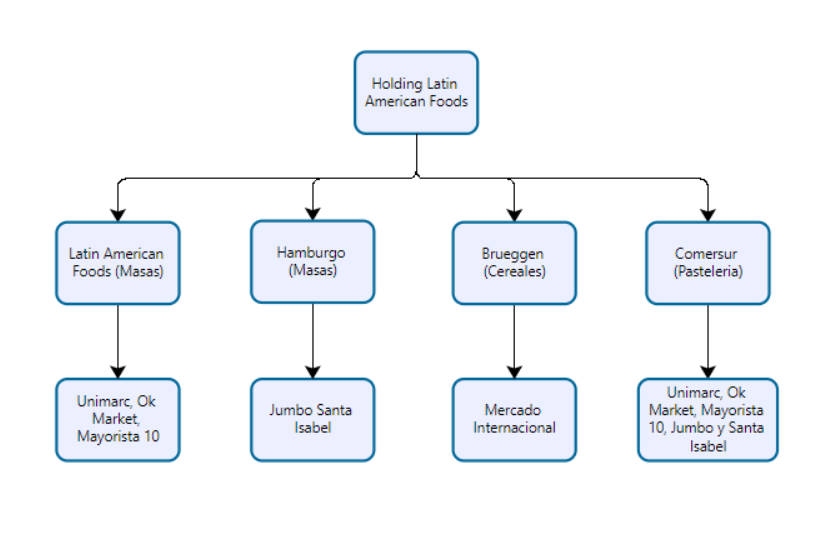 Holding Latin
American Foods
Latin American
Foods (Masas)
Hamburgo
(Masas)
Brueggen
(Cereales)
Comersur
(Pasteleria)
Unimarc, Ok
Market,
Mayorista 10
Jumbo Santa
Isabel
Mercado
Internacional
Unimarc, Ok
Market, Mayorista
10, Jumbo y Santa
Isabel